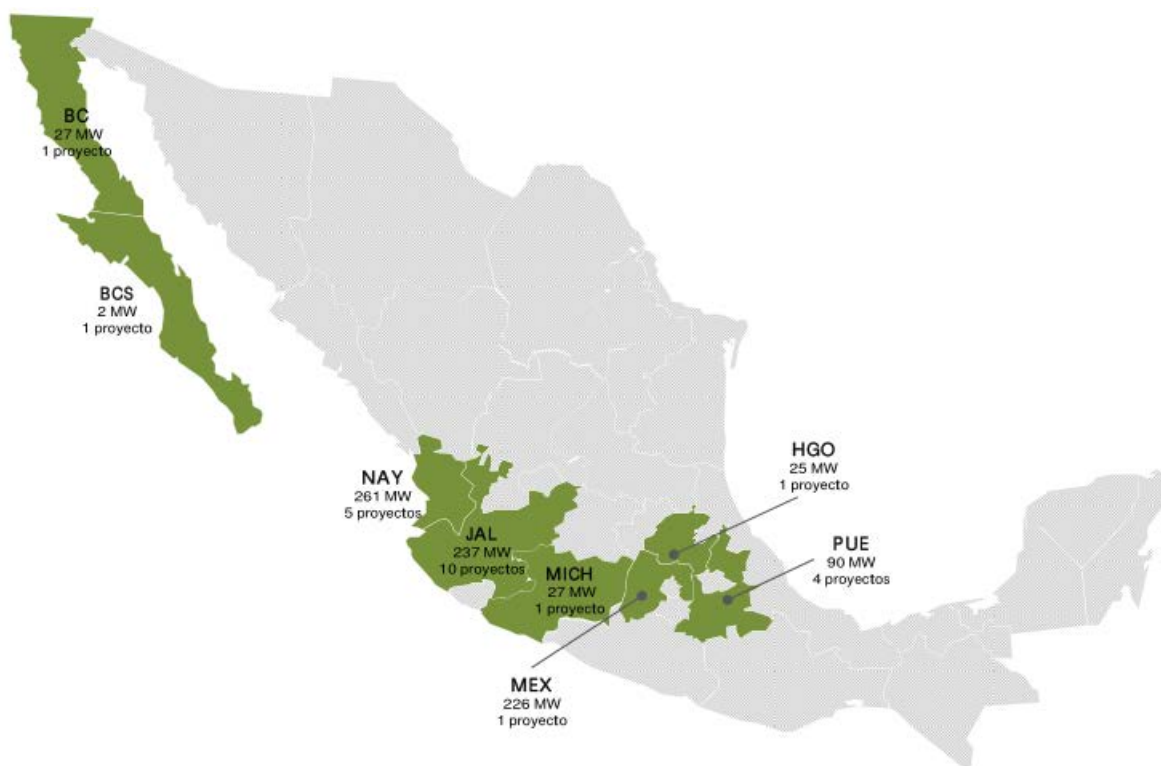 BC
27 MW
1 proyecto
BCS
2 MW
1 proyecto
NAY
261 MW
5 proyectos
JAL
237 MW
10 proyectos
MICH
27 MW
1 proyecto
HGO
25 MW
1 proyecto
PUE
90 MW
4 proyectos
MEX
226 MW
1 proyecto